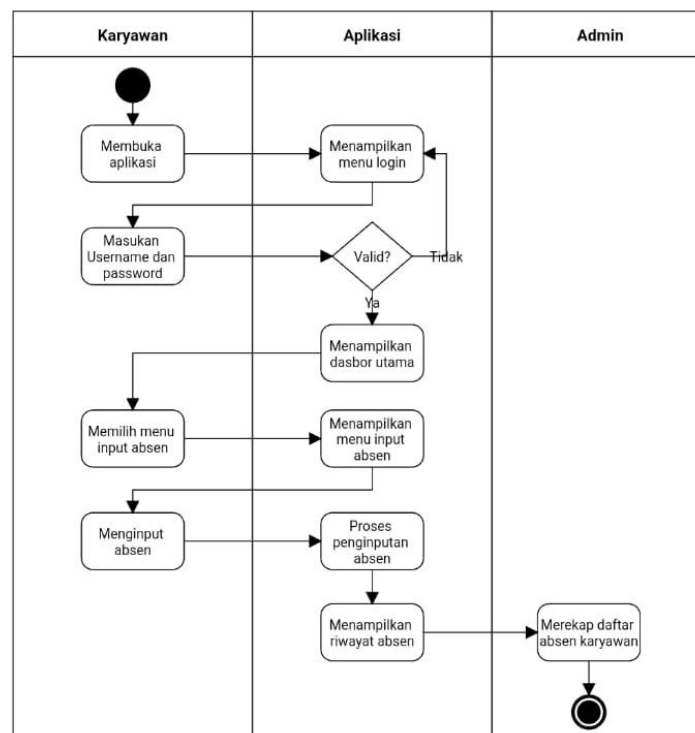 Karyawan
Aplikasi
Admin
Membuka
aplikasi
Menampilkan
menu login
Masukan
Username dan
password
Valid?
Tidak
Ya
Menampilkan
dasbor utama
Memilih menu
input absen
Menampilkan
menu input
absen
Menginput
absen
Proses
penginputan
absen
Menampilkan
riwayat absen
Merekap daftar
absen karyawan